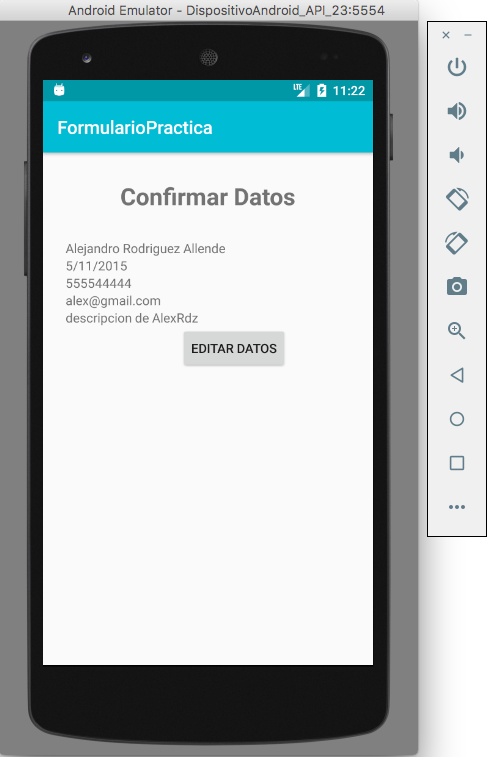 Android Emulator - DispositivoAndroid_API_23:5554
LTE 11:22
FormularioPractica
Confirmar Datos
Alejandro Rodriguez Allende
5/11/2015
555544444
alex@gmail.com
descripcion de AlexRdz
EDITAR DATOS